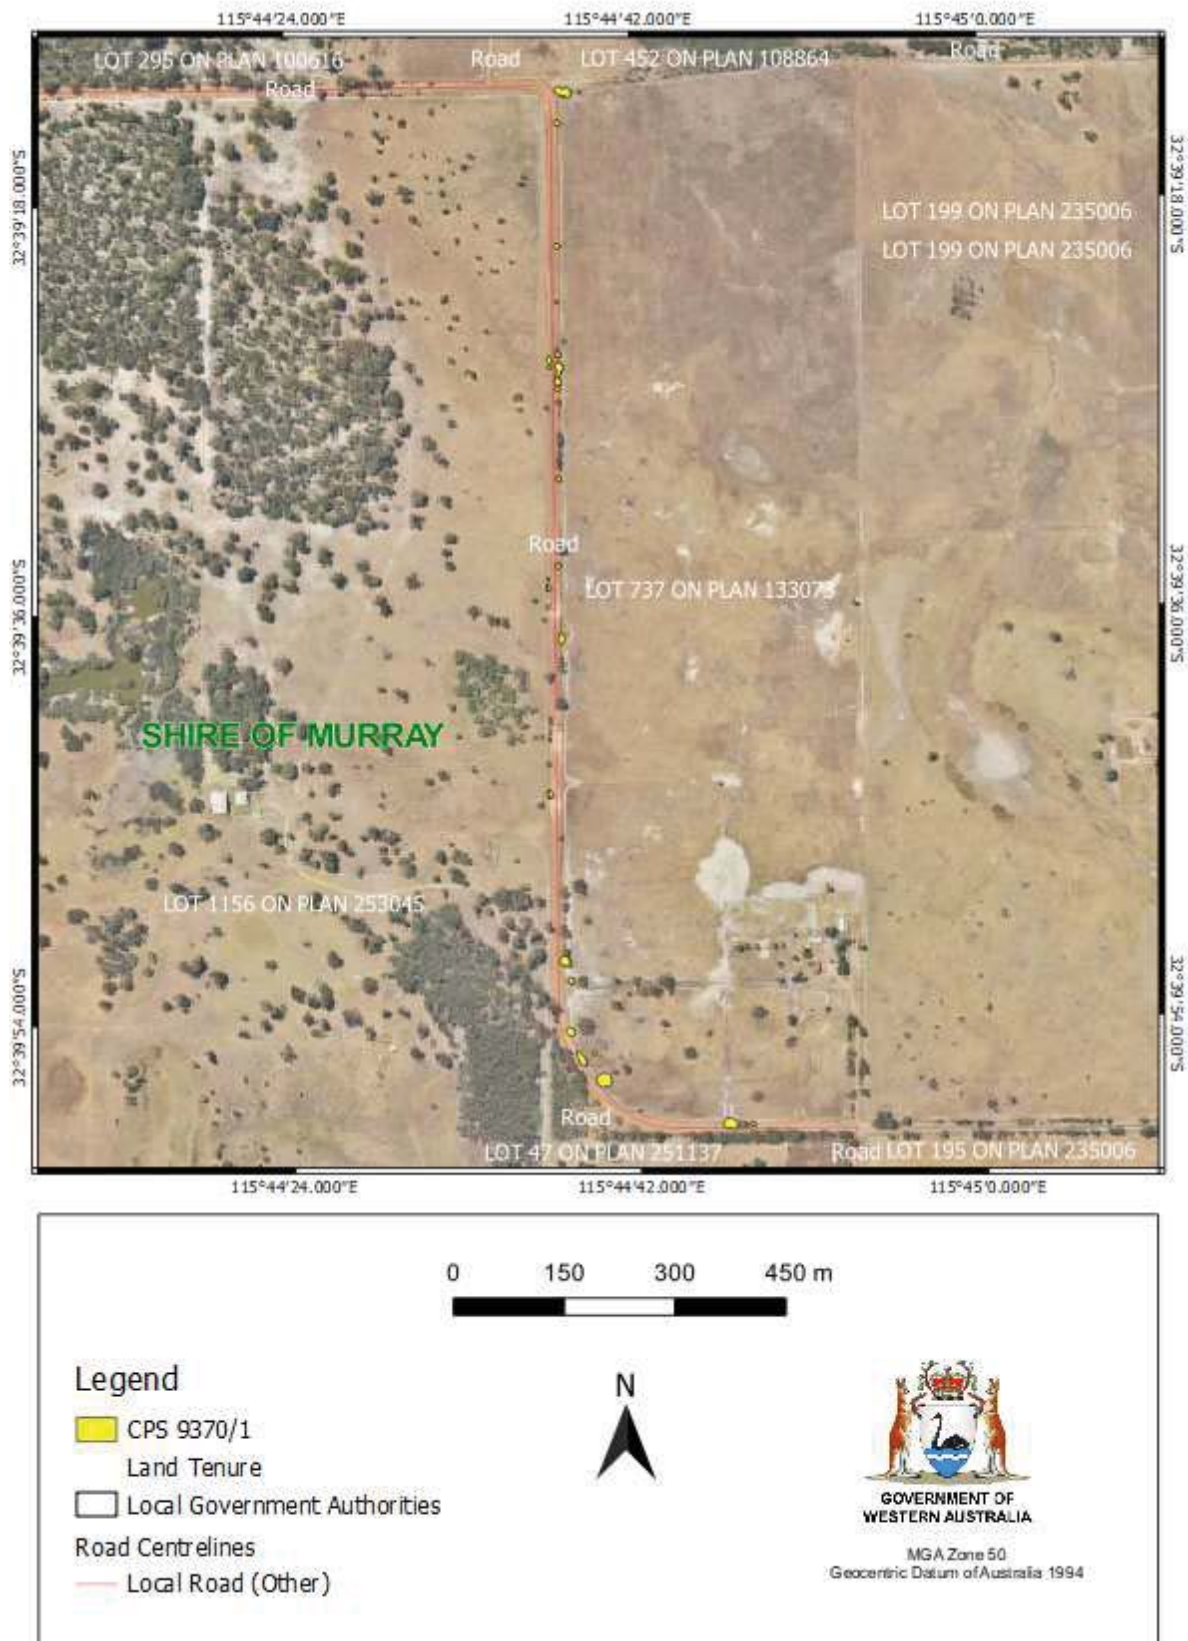 115°44'24.000"E 115°44'42.000"E 115°45'0.000"E
LOT 295 ON PLAN 100616 Road LOT 452 ON PLAN 108864 Road
Road
32°39'18.000"S
32°39'18.000"S
LOT 199 ON PLAN 235006
LOT 199 ON PLAN 235006
Road
LOT 737 ON PLAN 133073
32°39'36.000"S
32°39'36.000"S
SHIRE OF MURRAY
LOT 1156 ON PLAN 253045
32°39'54.000"S
32°39'54.000"S
Road
LOT 47 ON PLAN 251137 Road LOT 195 ON PLAN 235006
115°44'24.000"E 115°44'42.000"E 115°45'0.000"E
0 150 300 450 m
Legend
CPS 9370/1
Land Tenure
Local Government Authorities
Road Centrelines
Local Road (Other)
N
GOVERNMENT OF
WESTERN AUSTRALIA
MGA Zone 50
Geocentric Datum of Australia 1994